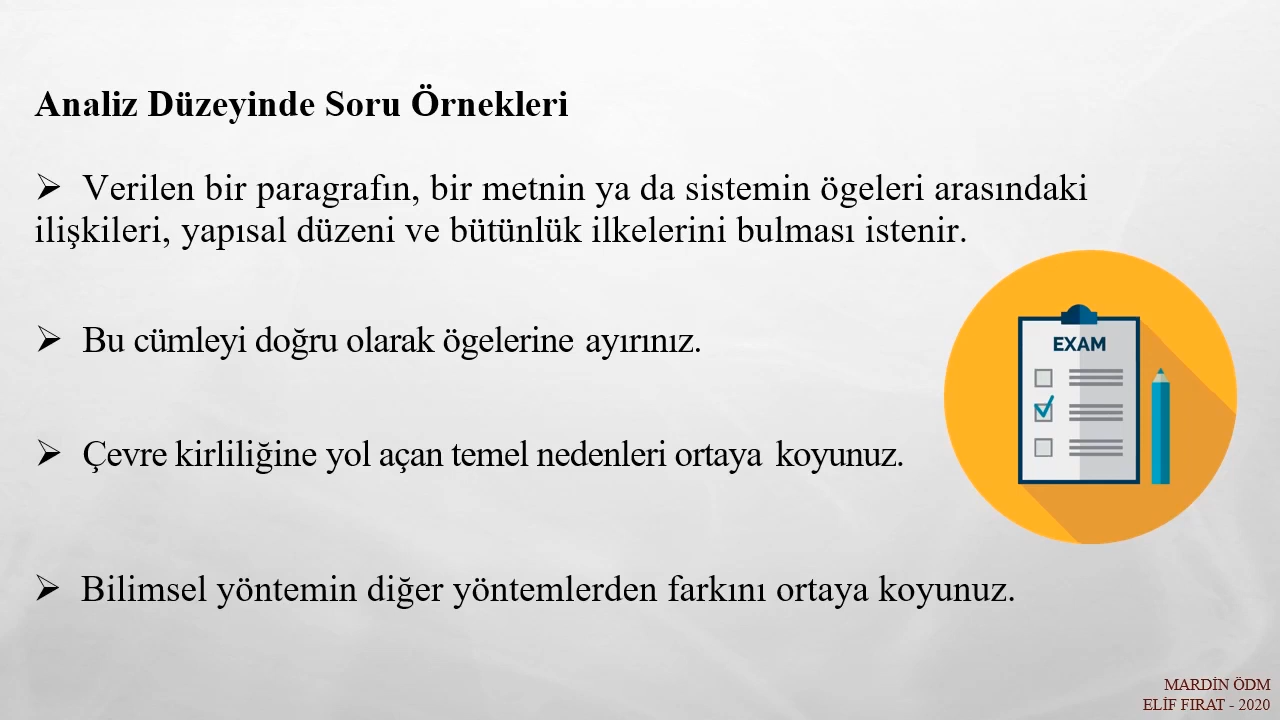 Analiz Düzeyinde Soru Örnekleri
➢ Verilen bir paragrafın, bir metnin ya da sistemin ögeleri arasındaki
ilişkileri, yapısal düzeni ve bütünlük ilkelerini bulması istenir.
➢ Bu cümleyi doğru olarak ögelerine ayırınız.
EXAM
➢ Çevre kirliliğine yol açan temel nedenleri ortaya koyunuz.
➢ Bilimsel yöntemin diğer yöntemlerden farkını ortaya koyunuz.
MARDİN ÖDM
ELİF FIRAT - 2020